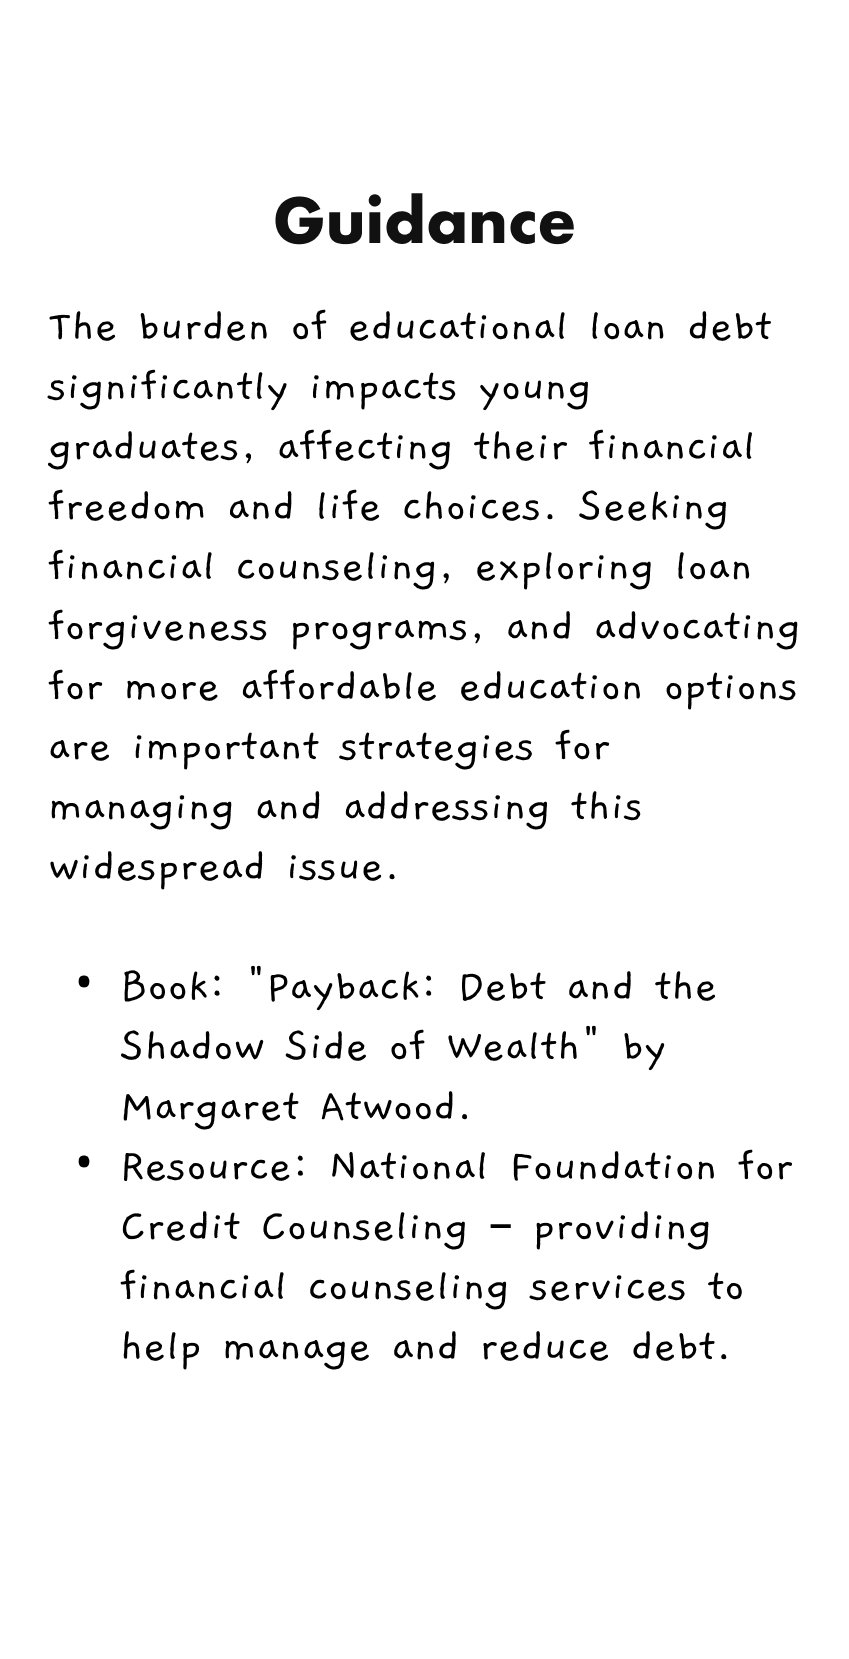 Guidance
The burden of educational loan debt
significantly impacts young
graduates, affecting their financial
freedom and life choices. Seeking
financial counseling, exploring loan
forgiveness programs, and advocating
for more affordable education options
are important strategies for
managing and addressing this
widespread issue.
• Book: "Payback: Debt and the
Shadow Side of Wealth" by
Margaret Atwood.
• Resource: National Foundation for
Credit Counseling – providing
financial counseling services to
help manage and reduce debt.